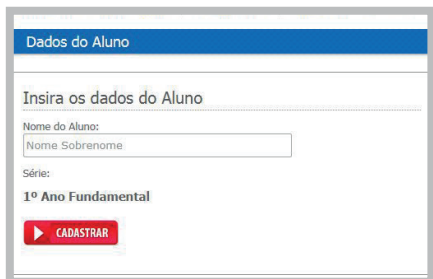 Dados do Aluno
Insira os dados do Aluno
Nome do Aluno:
Nome Sobrenome
Série:
1º Ano Fundamental
CADASTRAR